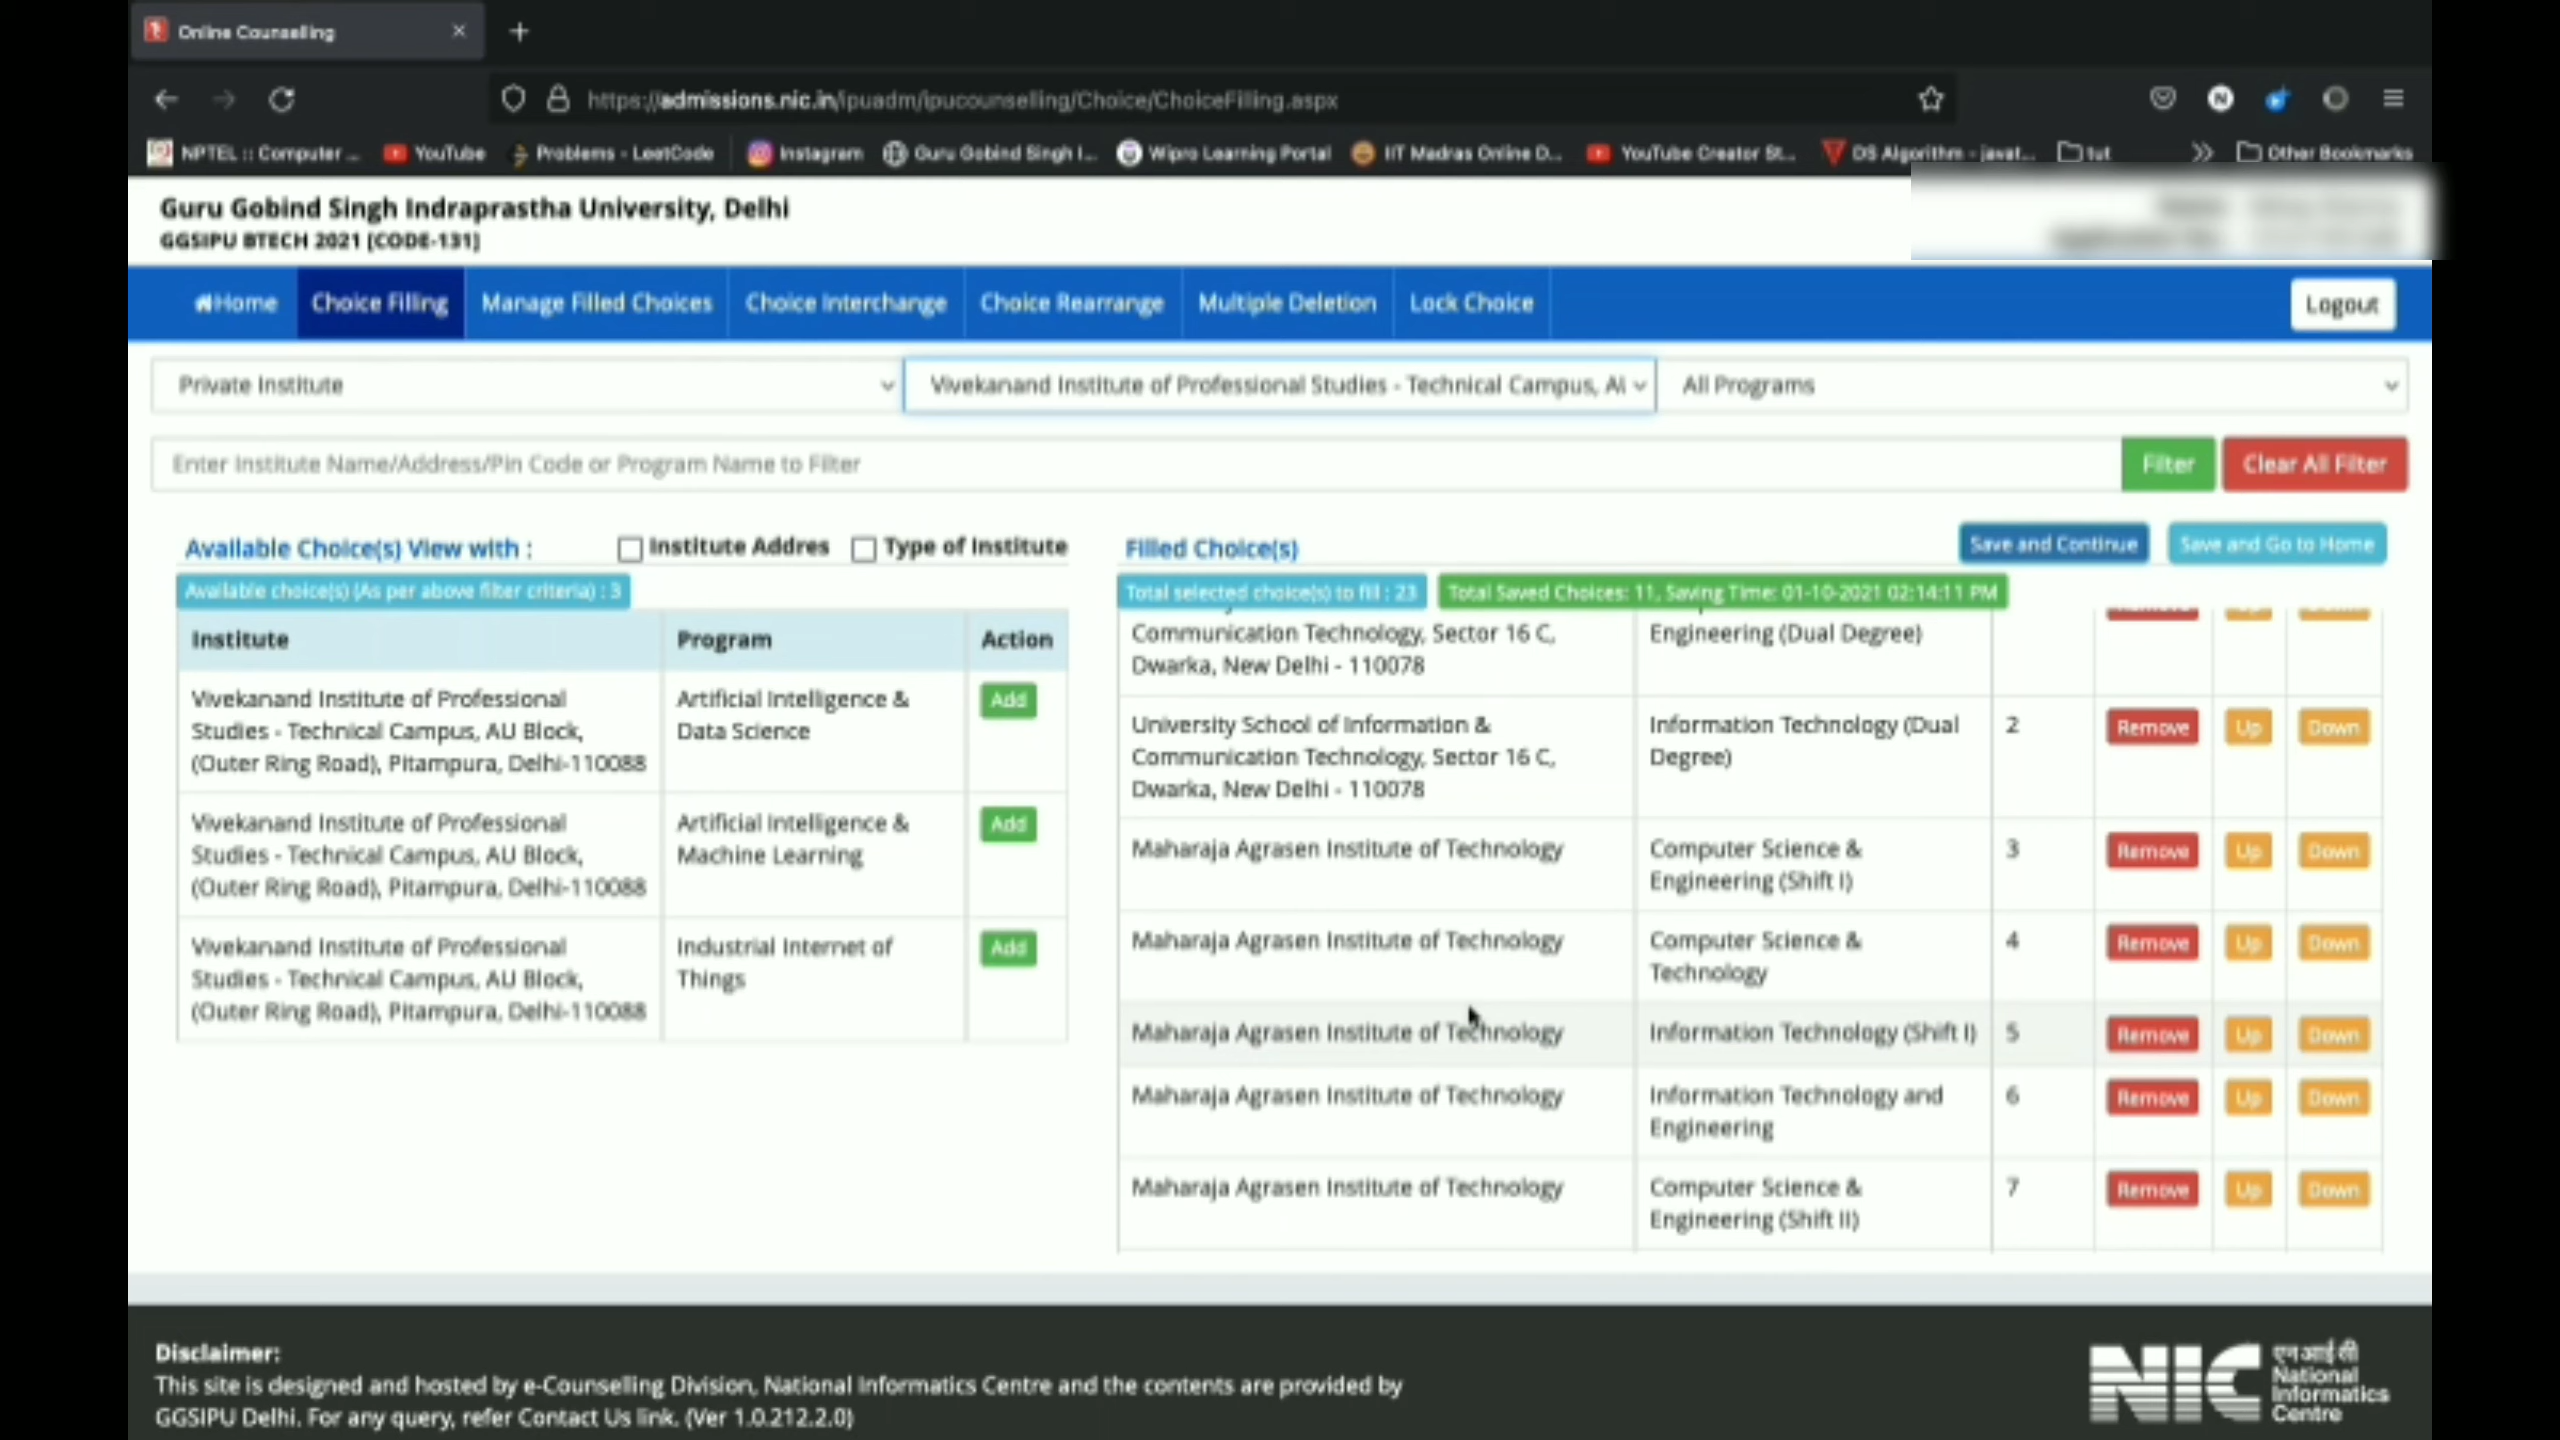 Online Counselling
https://admissions.nic.in/ipuadm/ipucounselling/Choice/ChoiceFilling.aspx
NPTEL :: Computer ... YouTube Problems - LeetCode Instagram Guru Gobind Singh I... Wipro Learning Portal IIT Madras Online D... YouTube Creator St... DS Algorithm - javat... tut Other Bookmarks
Guru Gobind Singh Indraprastha University, Delhi
GGSIPU BTECH 2021 [CODE-131]
Home Choice Filling Manage Filled Choices Choice Interchange Choice Rearrange Multiple Deletion Lock Choice Logout
Private Institute Vivekanand Institute of Professional Studies - Technical Campus, AU All Programs
Enter Institute Name/Address/Pin Code or Program Name to Filter Filter Clear All Filter
Available Choice(s) View with : Institute Addres Type of Institute
Available choice(s) (As per above filter criteria) : 3
Institute Program Action
Vivekanand Institute of Professional Artificial Intelligence & Add
Studies - Technical Campus, AU Block, Data Science
(Outer Ring Road), Pitampura, Delhi-110088
Vivekanand Institute of Professional Artificial Intelligence & Add
Studies - Technical Campus, AU Block, Machine Learning
(Outer Ring Road), Pitampura, Delhi-110088
Vivekanand Institute of Professional Industrial Internet of Add
Studies - Technical Campus, AU Block, Things
(Outer Ring Road), Pitampura, Delhi-110088
Filled Choice(s) Save and Continue Save and Go to Home
Total selected choice(s) to fill : 23 Total Saved Choices: 11, Saving Time: 01-10-2021 02:14:11 PM
Communication Technology, Sector 16 C, Engineering (Dual Degree)
Dwarka, New Delhi - 110078
University School of Information & Information Technology (Dual 2 Remove Up Down
Communication Technology, Sector 16 C, Degree)
Dwarka, New Delhi - 110078
Maharaja Agrasen Institute of Technology Computer Science & 3 Remove Up Down
Engineering (Shift I)
Maharaja Agrasen Institute of Technology Computer Science & 4 Remove Up Down
Technology
Maharaja Agrasen Institute of Technology Information Technology (Shift I) 5 Remove Up Down
Maharaja Agrasen Institute of Technology Information Technology and 6 Remove Up Down
Engineering
Maharaja Agrasen Institute of Technology Computer Science & 7 Remove Up Down
Engineering (Shift II)
Disclaimer:
This site is designed and hosted by e-Counselling Division, National Informatics Centre and the contents are provided by
GGSIPU Delhi. For any query, refer Contact Us link. (Ver 1.0.212.2.0)
NIC एन आई सी
National
Informatics
Centre